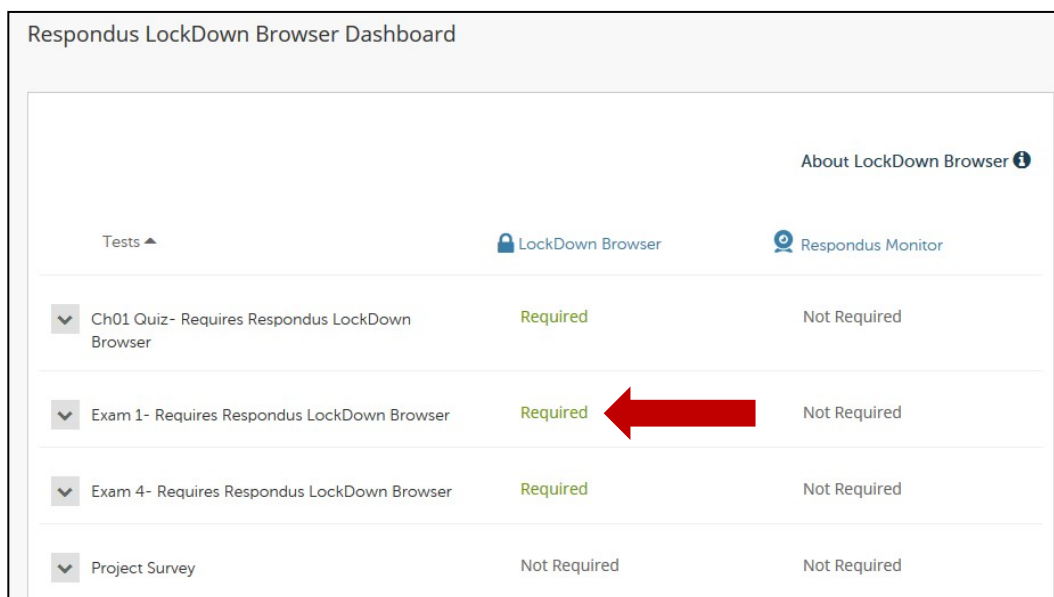 Respondus LockDown Browser Dashboard
About LockDown Browser
Tests LockDown Browser Respondus Monitor
Ch01 Quiz- Requires Respondus LockDown Browser Required Not Required
Exam 1- Requires Respondus LockDown Browser Required Not Required
Exam 4- Requires Respondus LockDown Browser Required Not Required
Project Survey Not Required Not Required